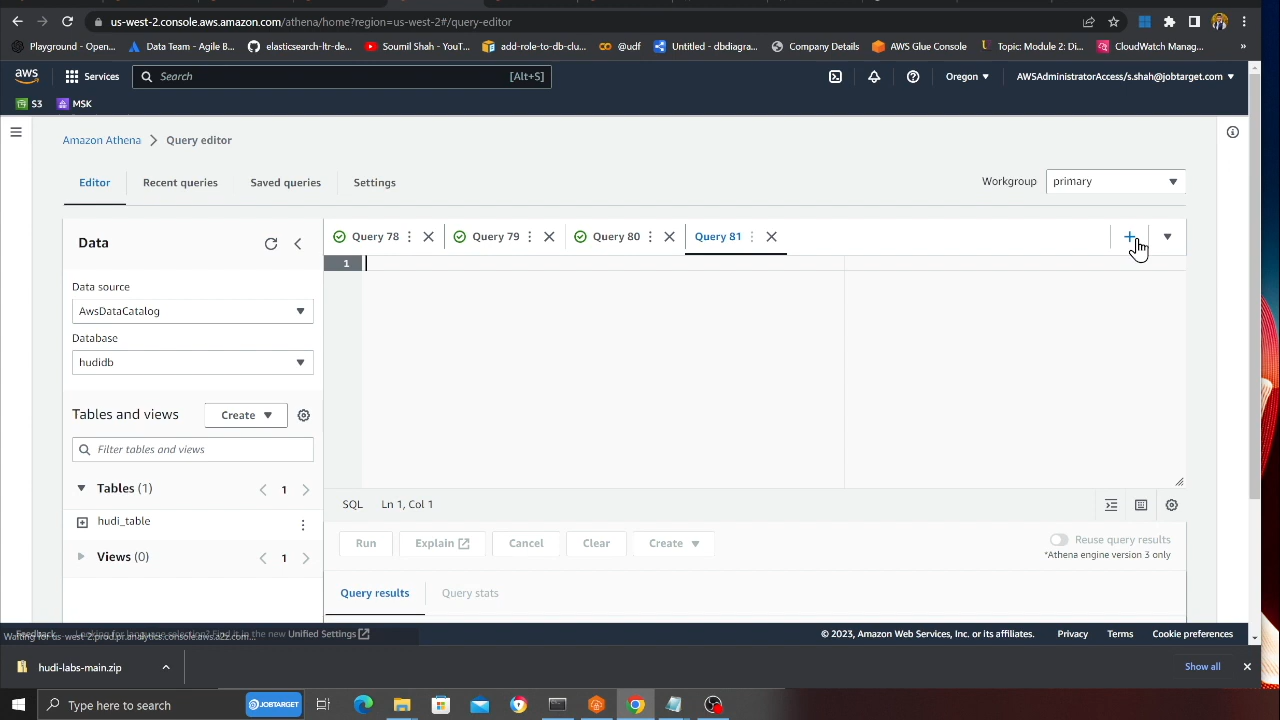 us-west-2.console.aws.amazon.com/athena/home?region=us-west-2#/query-editor
Playground - Open...
Data Team - Agile B...
elasticsearch-ltr-de...
Soumil Shah - YouT...
add-role-to-db-clu...
@udf
Untitled - dbdiagra...
Company Details
AWS Glue Console
Topic: Module 2: Di...
CloudWatch Manag...
»
aws
Services
Search
[Alt+S]
Oregon
AWSAdministratorAccess/s.shah@jobtarget.com
S3
MSK
Amazon Athena
Query editor
Editor
Recent queries
Saved queries
Settings
Workgroup
primary
Data
Query 78
Query 79
Query 80
Query 81
1
Data source
AwsDataCatalog
Database
hudidb
Tables and views
Create
Filter tables and views
Tables (1)
1
hudi_table
Views (0)
1
SQL
Ln 1, Col 1
Run
Explain
Cancel
Clear
Create
Reuse query results
*Athena engine version 3 only
Query results
Query stats
Unified Settings
© 2023, Amazon Web Services, Inc. or its affiliates.
Privacy
Terms
Cookie preferences
hudi-labs-main.zip
Show all
Type here to search
JOBTARGET